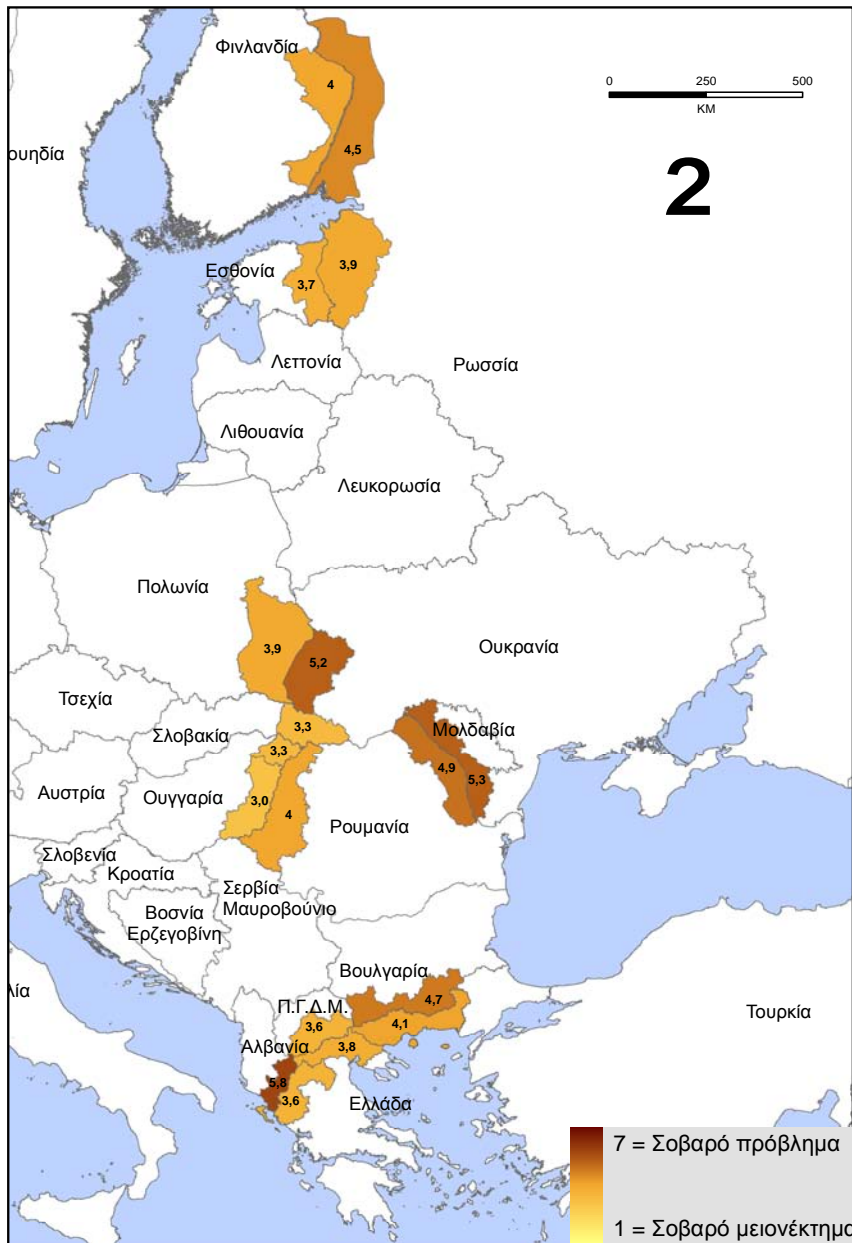 Φινλανδία
0 250 500
KM
4
4,5
ουηδία
2
Εσθονία
3,9
3,7
Λεπονία
Ρωσσία
Λιθουανία
Λευκορωσία
Πολωνία
3,9
5,2
Ουκρανία
Τσεχία
Σλοβακία
3,3
Μολδαβία
3,3
4,9
5,3
Αυστρία
Ουγγαρία
3,0
4
Ρουμανία
Σλοβενία
Κροατία
Σερβία
Μαυροβούνιο
Βοσνία
Ερζεγοβίνη
Βουλγαρία
λία
4,7
Π.Γ.Δ.Μ.
Τουρκία
3,6
4,1
Αλβανία
3,8
5,8
3,6
Ελλάδα
7 = Σοβαρό πρόβλημα
1 = Σοβαρό μειονέκτημα